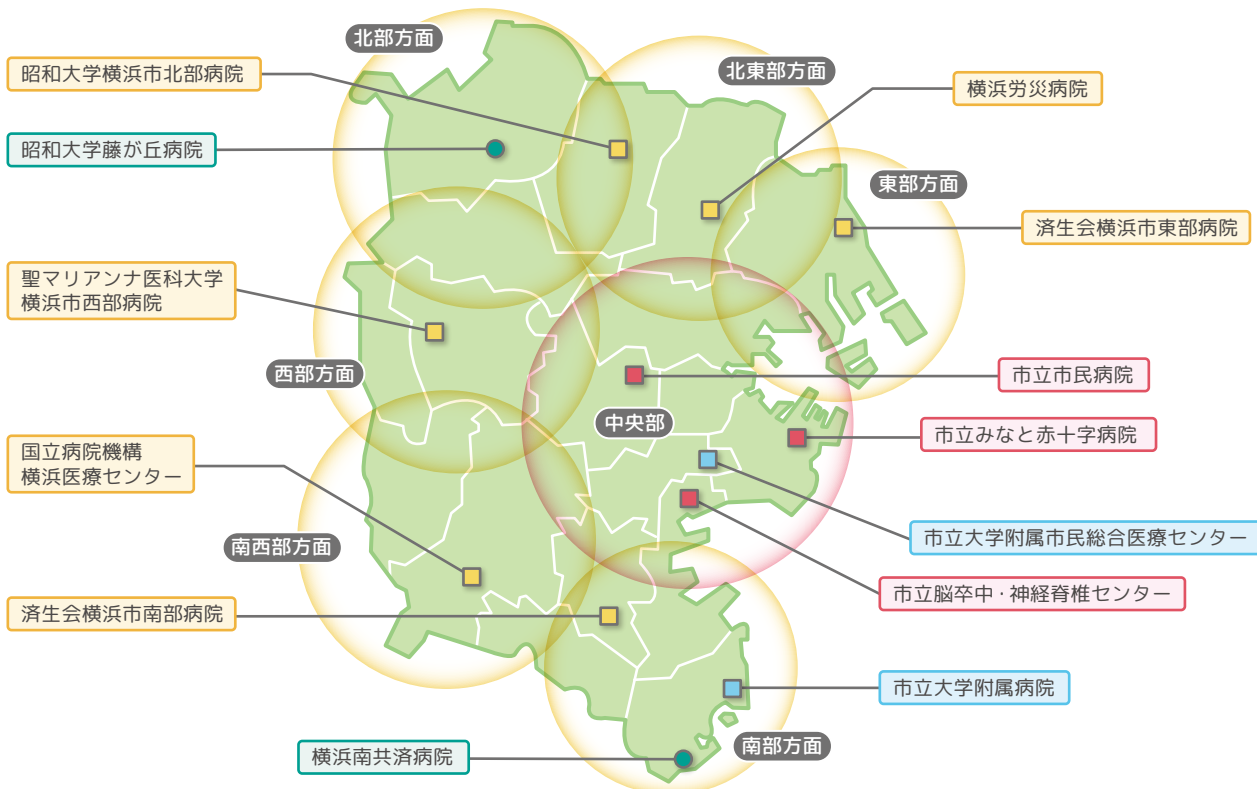 北部方面
昭和大学横浜市北部病院
北東部方面
横浜労災病院
昭和大学藤が丘病院
東部方面
済生会横浜市東部病院
聖マリアンナ医科大学
横浜市西部病院
西部方面
市立市民病院
中央部
市立みなと赤十字病院
国立病院機構
横浜医療センター
南西部方面
市立大学附属市民総合医療センター
市立脳卒中・神経脊椎センター
済生会横浜市南部病院
市立大学附属病院
南部方面
横浜南共済病院